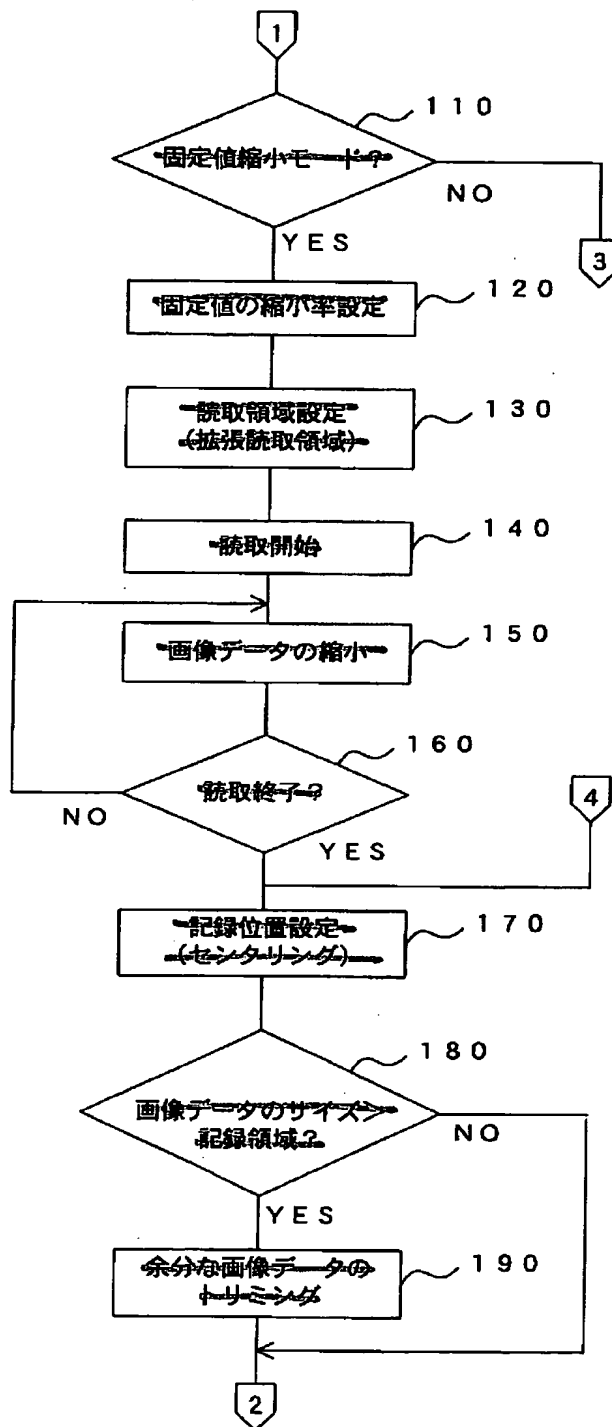 1
110
固定値縮小モード?
NO
3
YES
固定値の縮小率設定
120
読取領域設定
(拡張読取領域)
130
読取開始
140
画像データの縮小
150
160
読取終了?
NO
YES
4
記録位置設定
(センタリング)
170
180
画像データのサイズ>
記録領域?
NO
YES
余分な画像データの
トリミング
190
2